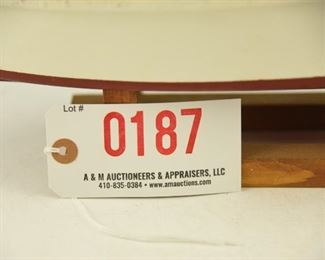 Lot #
0187
A & M AUCTIONEERS & APPRAISERS, LLC
410-835-0384 • www.amauctions.com